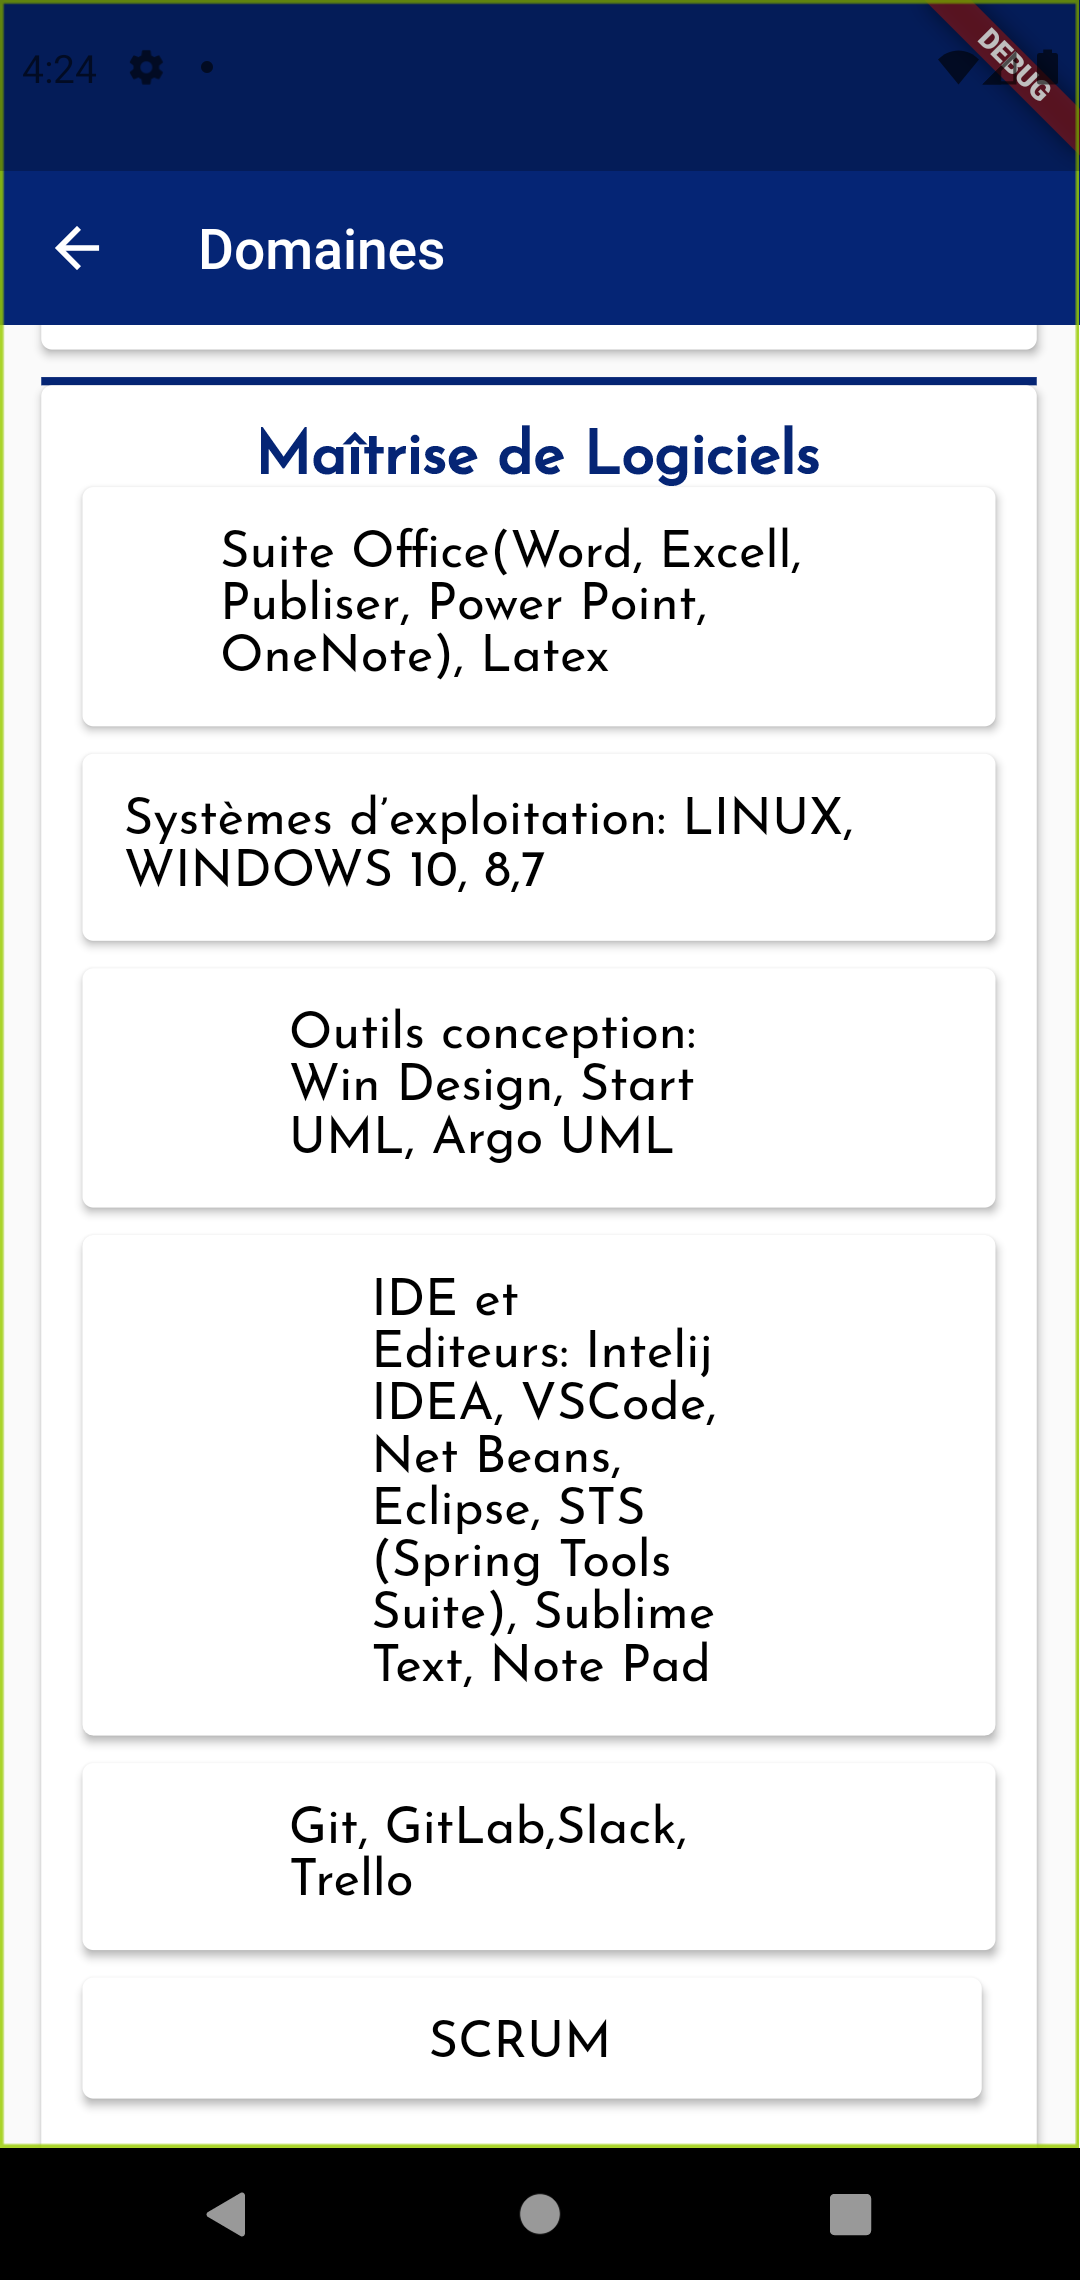 4:24
DEBUG
Domaines
Maîtrise de Logiciels
Suite Office(Word, Excell,
Publiser, Power Point,
OneNote), Latex
Systèmes d’exploitation: LINUX,
WINDOWS 10, 8,7
Outils conception:
Win Design, Start
UML, Argo UML
IDE et
Editeurs: Intelij
IDEA, VSCode,
Net Beans,
Eclipse, STS
(Spring Tools
Suite), Sublime
Text, Note Pad
Git, GitLab,Slack,
Trello
SCRUM